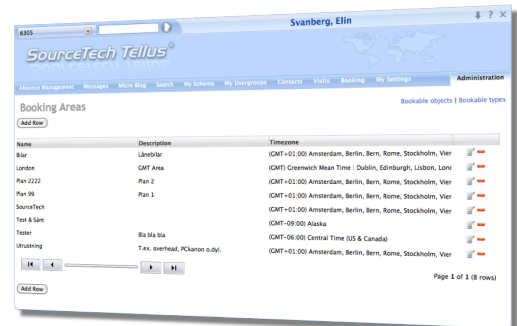 6305
Svanberg, Elin
? X
SourceTech Tellus®
Absence Management Messages Micro Blog Search My Schema My Usergroups Contacts Visits Booking My Settings Administration
Booking Areas
Bookable objects | Bookable types
Add Row
Name Description Timezone
Bilar Lånebilar (GMT+01:00) Amsterdam, Berlin, Bern, Rome, Stockholm, Vier
London GMT Area (GMT) Greenwich Mean Time : Dublin, Edinburgh, Lisbon, Lond
Plan 2222 Plan 2 (GMT+01:00) Amsterdam, Berlin, Bern, Rome, Stockholm, Vier
Plan 99 Plan 1 (GMT+01:00) Amsterdam, Berlin, Bern, Rome, Stockholm, Vier
SourceTech (GMT+01:00) Amsterdam, Berlin, Bern, Rome, Stockholm, Vier
Test & Sånt (GMT-09:00) Alaska
Tester Bla bla bla (GMT-06:00) Central Time (US & Canada)
Utrustning T.ex. overhead, PCkanon o.dyl. (GMT+01:00) Amsterdam, Berlin, Bern, Rome, Stockholm, Vier
Page 1 of 1 (8 rows)
Add Row